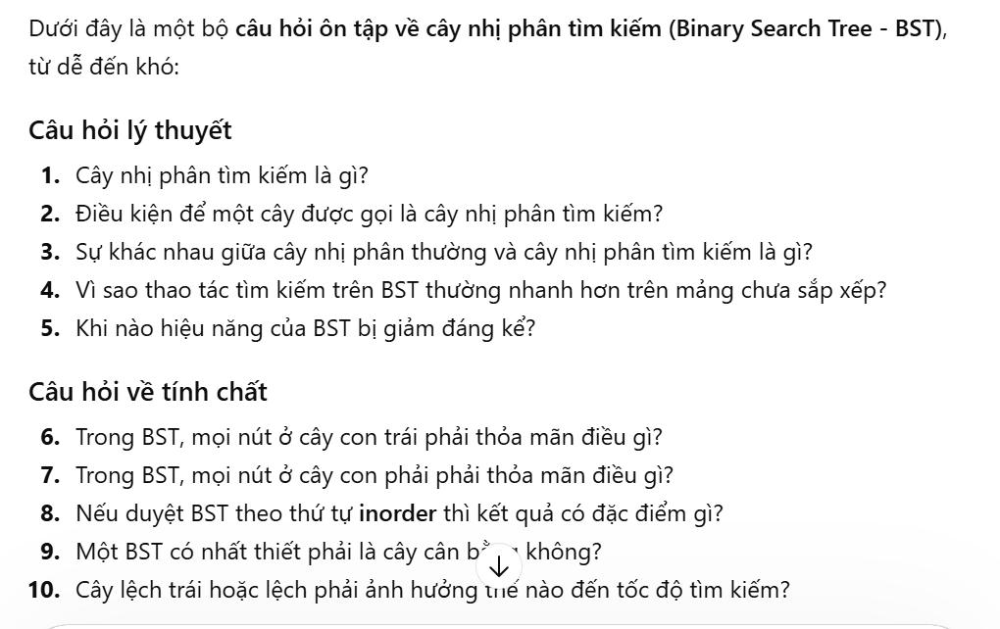 Dưới đây là một bộ câu hỏi ôn tập về cây nhị phân tìm kiếm (Binary Search Tree - BST),
từ dễ đến khó:
Câu hỏi lý thuyết
1. Cây nhị phân tìm kiếm là gì?
2. Điều kiện để một cây được gọi là cây nhị phân tìm kiếm?
3. Sự khác nhau giữa cây nhị phân thường và cây nhị phân tìm kiếm là gì?
4. Vì sao thao tác tìm kiếm trên BST thường nhanh hơn trên mảng chưa sắp xếp?
5. Khi nào hiệu năng của BST bị giảm đáng kể?
Câu hỏi về tính chất
6. Trong BST, mọi nút ở cây con trái phải thỏa mãn điều gì?
7. Trong BST, mọi nút ở cây con phải phải thỏa mãn điều gì?
8. Nếu duyệt BST theo thứ tự inorder thì kết quả có đặc điểm gì?
9. Một BST có nhất thiết phải là cây cân không?
10. Cây lệch trái hoặc lệch phải ảnh hưởng thế nào đến tốc độ tìm kiếm?